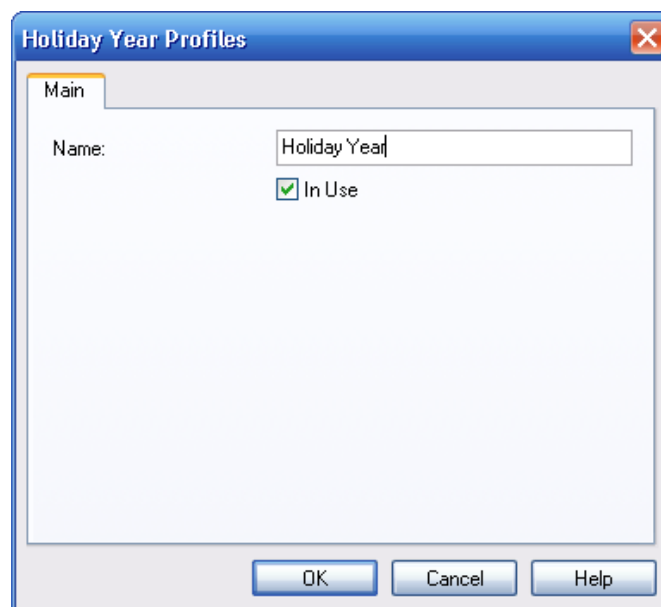 Holiday Year Profiles
Main
Name: Holiday Year
In Use
OK Cancel Help